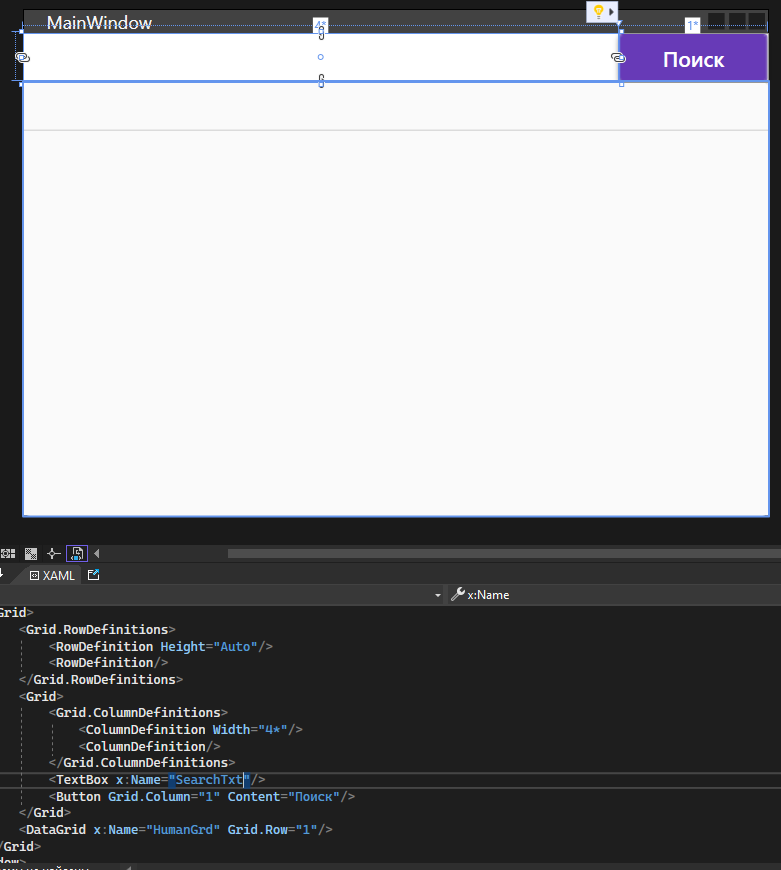 MainWindow
4*
1*
Поиск
XAML
x:Name
Grid>
<Grid.RowDefinitions>
<RowDefinition Height="Auto"/>
<RowDefinition/>
</Grid.RowDefinitions>
<Grid>
<Grid.ColumnDefinitions>
<ColumnDefinition Width="4*"/>
<ColumnDefinition/>
</Grid.ColumnDefinitions>
<TextBox x:Name="SearchTxt"/>
<Button Grid.Column="1" Content="Поиск"/>
</Grid>
<DataGrid x:Name="HumanGrd" Grid.Row="1"/>
/Grid>